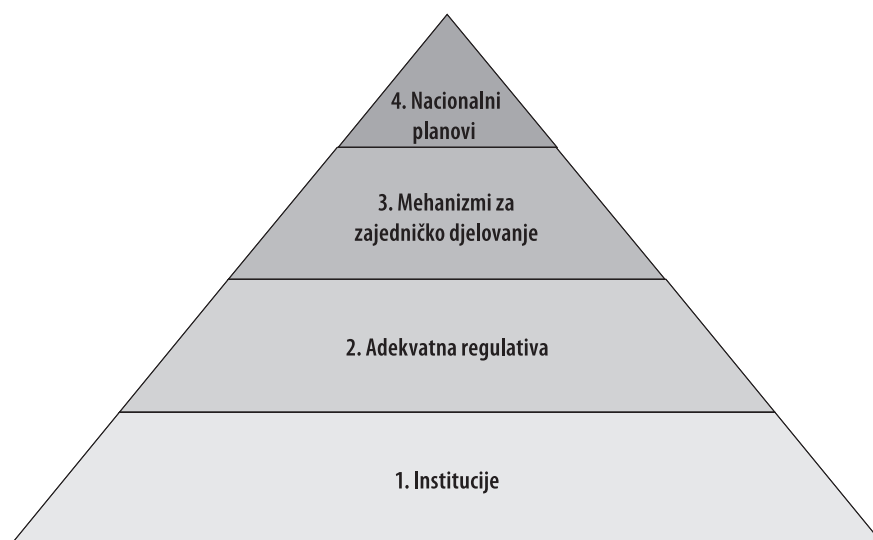 4. Nacionalni
planovi
3. Mehanizmi za
zajedničko djelovanje
2. Adekvatna regulativa
1. Institucije